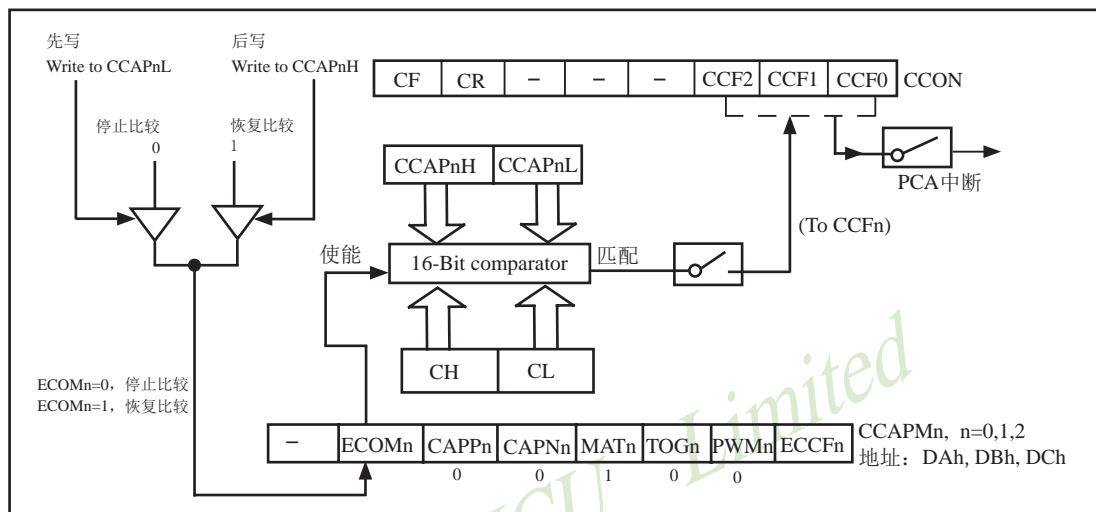 先写
Write to CCAPnL
后写
Write to CCAPnH
CF CR – – – CCF2 CCF1 CCF0 CCON
停止比较
0
恢复比较
1
CCAPnH CCAPnL
PCA中断
(To CCFn)
使能
16-Bit comparator
匹配
CH CL
ECOMn=0，停止比较
ECOMn=1，恢复比较
– ECOMn CAPPn CAPNn MATn TOGn PWMn ECCFn
0 0 1 0 0
CCAPMn, n=0,1,2
地址：DAh, DBh, DCh
MCU Limited